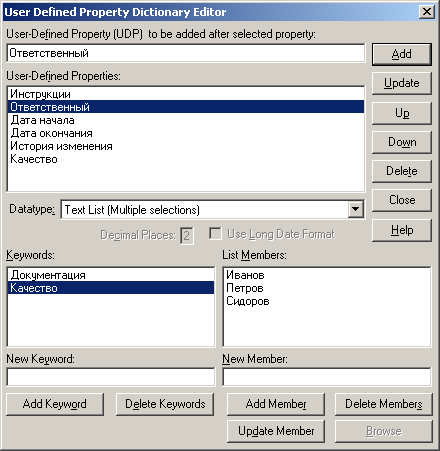 User Defined Property Dictionary Editor
User-Defined Property (UDP) to be added after selected property:
Ответственный
Add
User-Defined Properties:
Update
Инструкции
Ответственный
Дата начала
Дата окончания
История изменения
Качество
Up
Down
Delete
Close
Help
Datatype: Text List (Multiple selections)
Decimal Places: 2 Use Long Date Format
Keywords: List Members:
Документация
Качество
Иванов
Петров
Сидоров
New Keyword: New Member:
Add Keyword Delete Keywords Add Member Delete Members
Update Member Browse